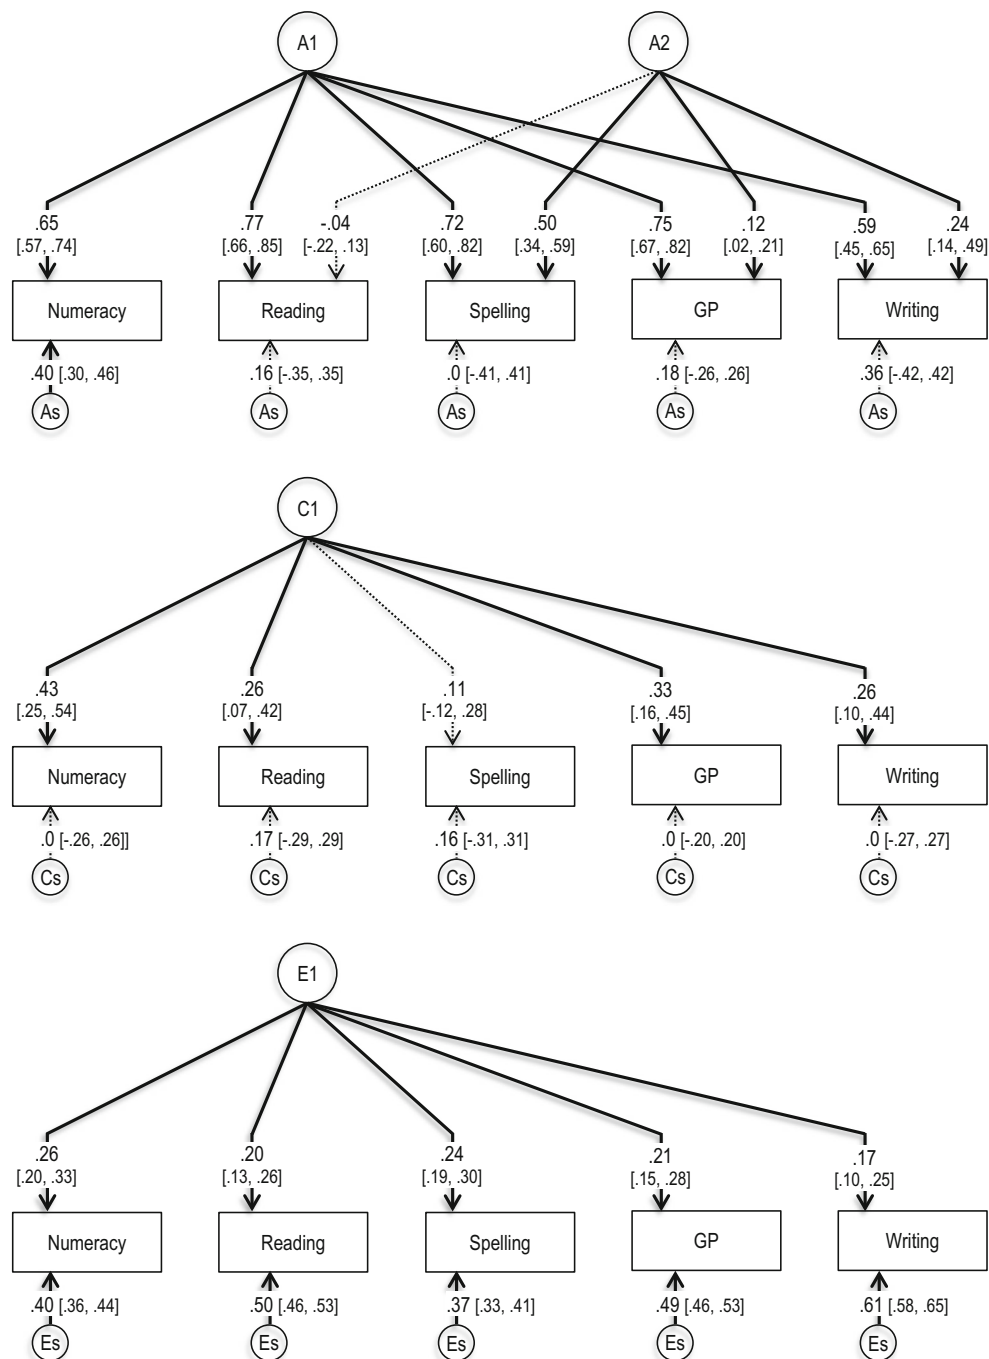 A1 A2
.65 .77 -.04 .72 .50 .75 .12 .59 .24
[.57, .74] [.66, .85] [-.22, .13] [.60, .82] [.34, .59] [.67, .82] [.02, .21] [.45, .65] [.14, .49]
Numeracy Reading Spelling GP Writing
.40 [.30, .46] .16 [-.35, .35] .0 [-.41, .41] .18 [-.26, .26] .36 [-.42, .42]
As As As As As
C1
.43 .26 .11 .33 .26
[.25, .54] [.07, .42] [-.12, .28] [.16, .45] [.10, .44]
Numeracy Reading Spelling GP Writing
.0 [-.26, .26]] .17 [-.29, .29] .16 [-.31, .31] .0 [-.20, .20] .0 [-.27, .27]
Cs Cs Cs Cs Cs
E1
.26 .20 .24 .21 .17
[.20, .33] [.13, .26] [.19, .30] [.15, .28] [.10, .25]
Numeracy Reading Spelling GP Writing
.40 [.36, .44] .50 [.46, .53] .37 [.33, .41] .49 [.46, .53] .61 [.58, .65]
Es Es Es Es Es